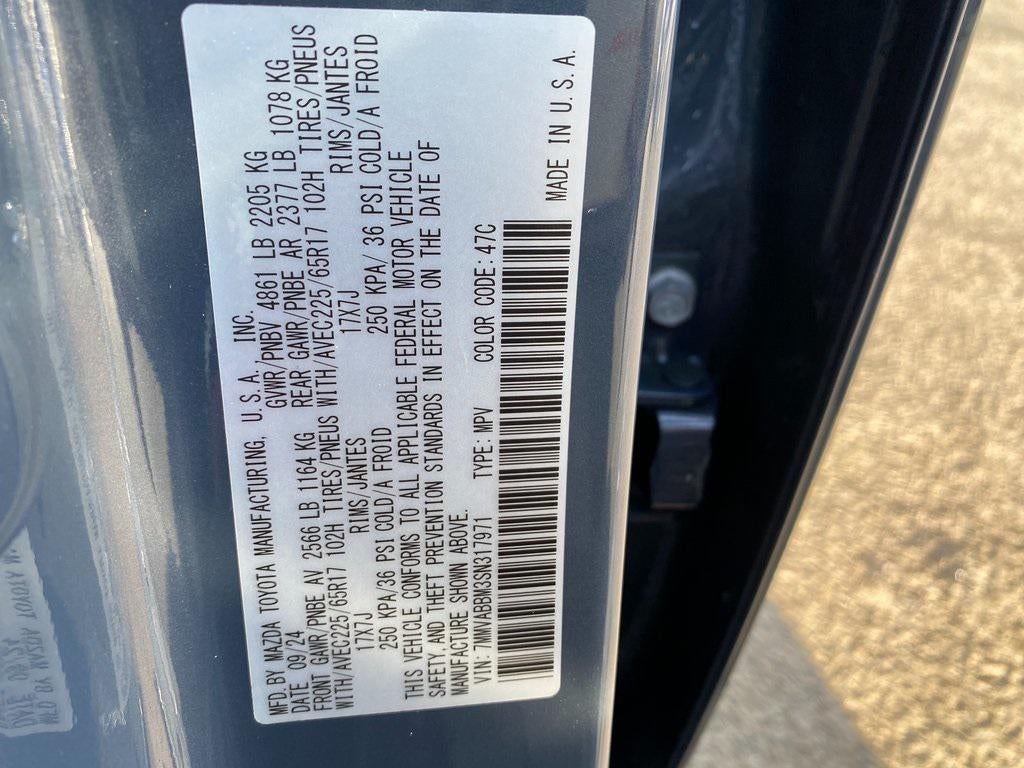 MFD. BY MAZDA TOYOTA MANUFACTURING, U. S. A., INC.
DATE 09/24 GVWR/PNBV 4861 LB 2205 KG
FRONT GAWR/PNBE AV 2566 LB 1164 KG REAR GAWR/PNBE AR 2377 LB 1078 KG
WITH/AVEC225/65R17 102H TIRES/PNEUS WITH/AVEC225/65R17 102H TIRES/PNEUS
17X7J RIMS/JANTES 17X7J RIMS/JANTES
250 KPA/36 PSI COLD/A FROID 250 KPA/ 36 PSI COLD/A FROID
THIS VEHICLE CONFORMS TO ALL APPLICABLE FEDERAL MOTOR VEHICLE
SAFETY, AND THEFT PREVENTION STANDARDS IN EFFECT ON THE DATE OF
MANUFACTURE SHOWN ABOVE.
VIN: 7MMVABBM3SN317971 TYPE: MPV COLOR CODE: 47C
MADE IN U. S. A.